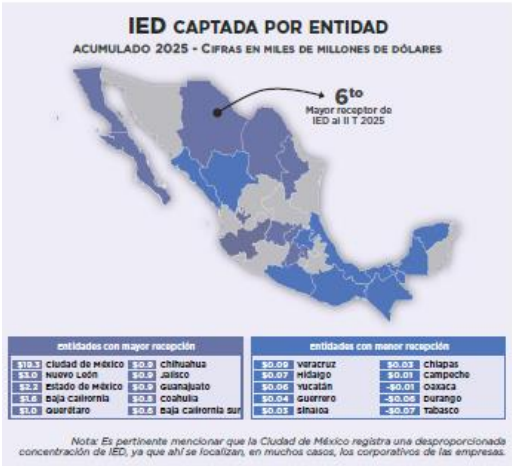 IED CAPTADA POR ENTIDAD
ACUMULADO 2025 - CIFRAS EN MILES DE MILLONES DE DÓLARES
6to
Mayor receptor de
IED al II T 2025
Entidades con mayor recepción
$19.3 Ciudad de México $0.9 Chihuahua
$3.0 Nuevo León $0.9 Jalisco
$2.2 Estado de México $0.9 Guanajuato
$1.6 Baja California $0.8 Coahuila
$1.0 Querétaro $0.6 Baja California Sur
Entidades con menor recepción
$0.09 Veracruz $0.03 Chiapas
$0.07 Hidalgo $0.01 Campeche
$0.06 Yucatán -$0.01 Oaxaca
$0.04 Guerrero -$0.06 Durango
$0.03 Sinaloa -$0.07 Tabasco
Nota: Es pertinente mencionar que la Ciudad de México registra una desproporcionada
concentración de IED, ya que ahí se localizan, en muchos casos, los corporativos de las empresas.